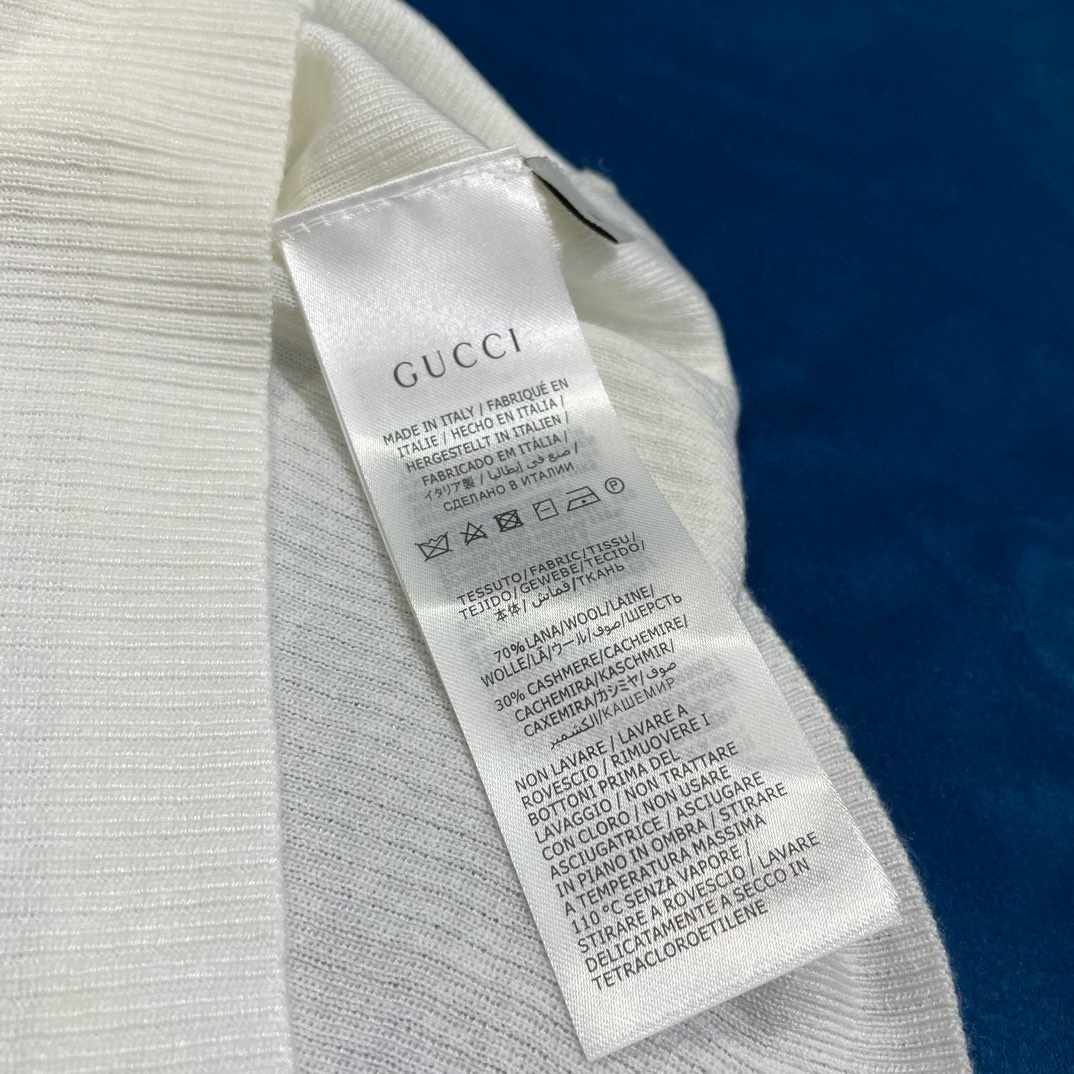 GUCCI
MADE IN ITALY / FABRIQUÉ EN
ITALIE / HECHO EN ITALIA /
HERGESTELLT IN ITALIEN /
FABRICADO EM ITALIA /
イタリア製 / صنع في إيطاليا /
СДЕЛАНО В ИТАЛИИ
P
TESSUTO/FABRIC/TISSU/
TEJIDO/GEWEBE/TECIDO/
本体/قماش/ТКАНЬ
70%LANA/WOOL/LAINE/
WOLLE/LÃ/ウール/صوف/ШЕРСТЬ
30% CASHMERE/CACHEMIRE/
CACHEMIRA/KASCHMIR/
CAXEMIRA/カシミヤ/صوف
الكشمير/КАШЕМИР
NON LAVARE / LAVARE A
ROVESCIO / RIMUOVERE I
BOTTONI PRIMA DEL
LAVAGGIO / NON TRATTARE
CON CLORO / NON USARE
ASCIUGATRICE / ASCIUGARE
IN PIANO IN OMBRA / STIRARE
A TEMPERATURA MASSIMA
110 °C SENZA VAPORE /
STIRARE A ROVESCIO / LAVARE
DELICATAMENTE A SECCO IN
TETRACLOROETILENE